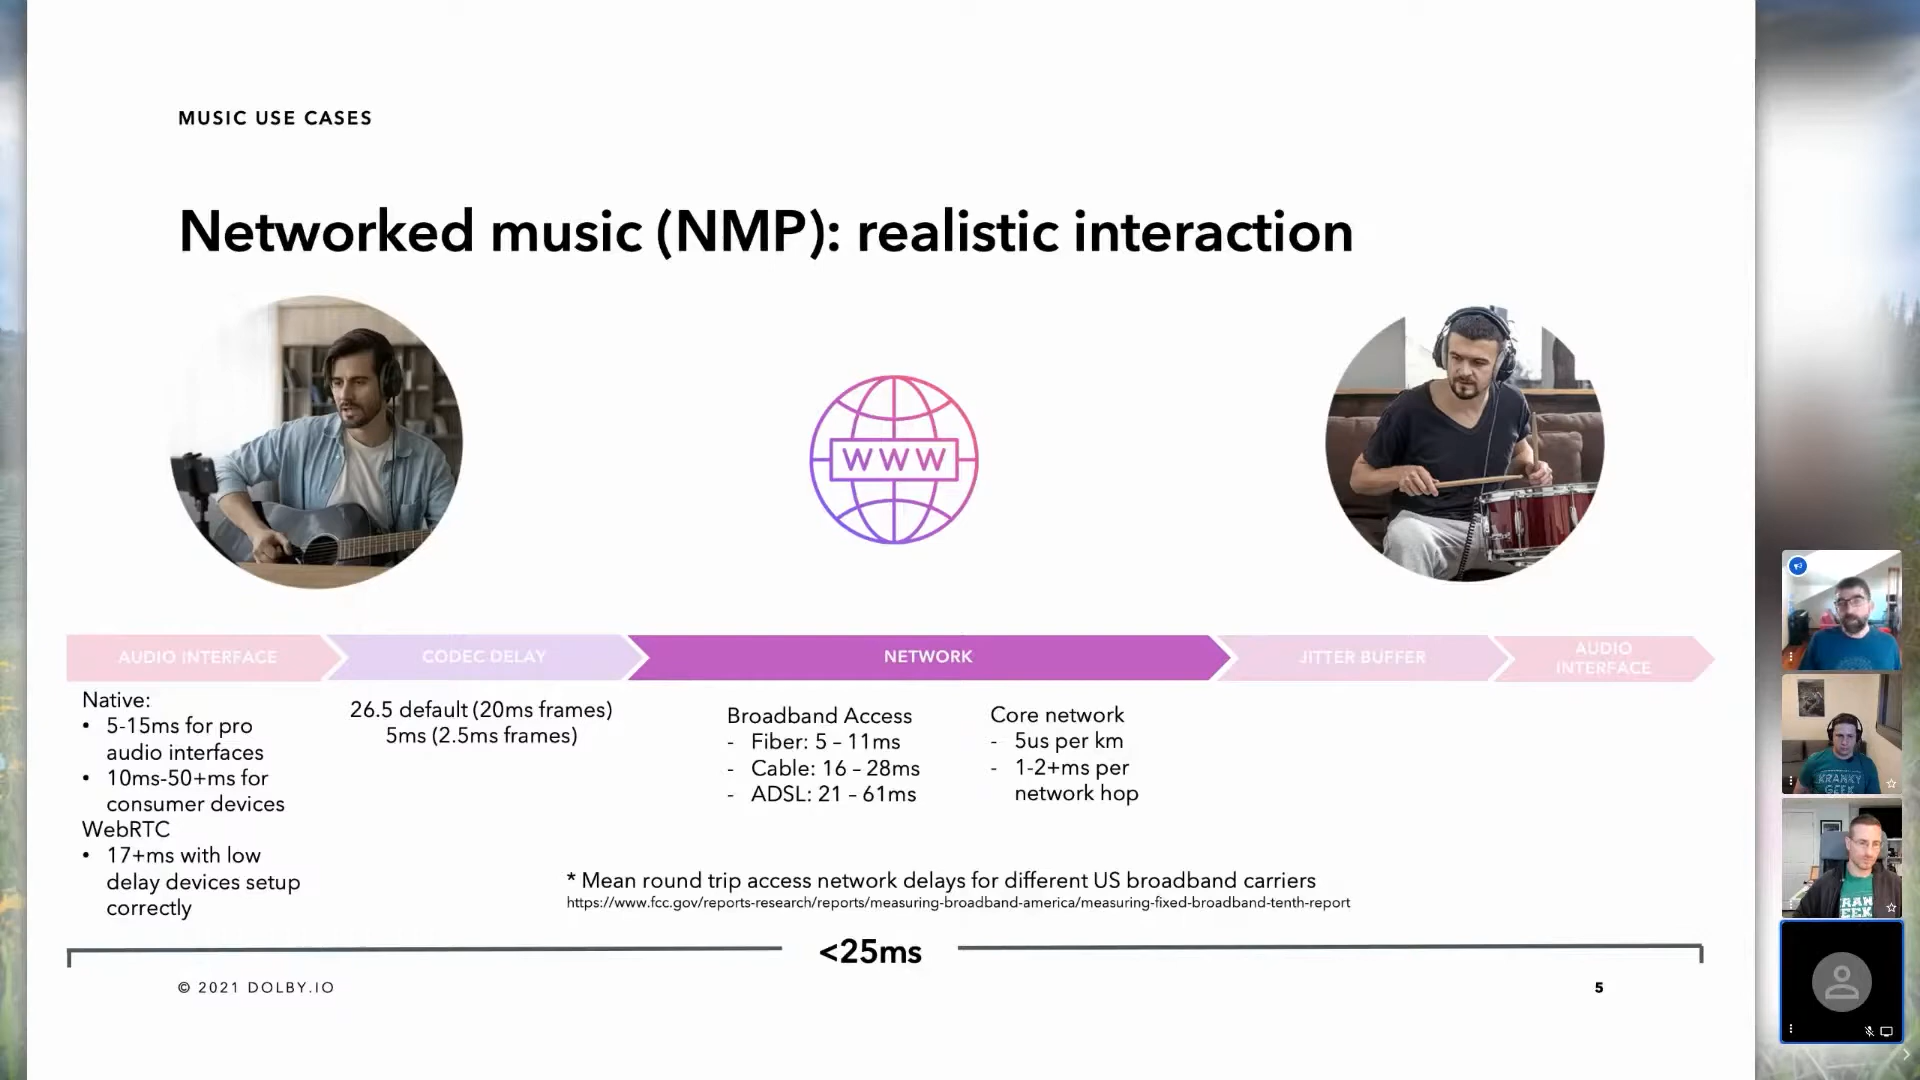 MUSIC USE CASES
Networked music (NMP): realistic interaction
WWW
AUDIO INTERFACE
CODEC DELAY
NETWORK
JITTER BUFFER
AUDIO
INTERFACE
Native:
• 5-15ms for pro
audio interfaces
• 10ms-50+ms for
consumer devices
WebRTC
• 17+ms with low
delay devices setup
correctly
26.5 default (20ms frames)
5ms (2.5ms frames)
Broadband Access
- Fiber: 5 – 11ms
- Cable: 16 – 28ms
- ADSL: 21 – 61ms
Core network
- 5us per km
- 1-2+ms per
network hop
* Mean round trip access network delays for different US broadband carriers
https://www.fcc.gov/reports-research/reports/measuring-broadband-america/measuring-fixed-broadband-tenth-report
<25ms
© 2021 DOLBY.IO
5
KRANKY
GEEK